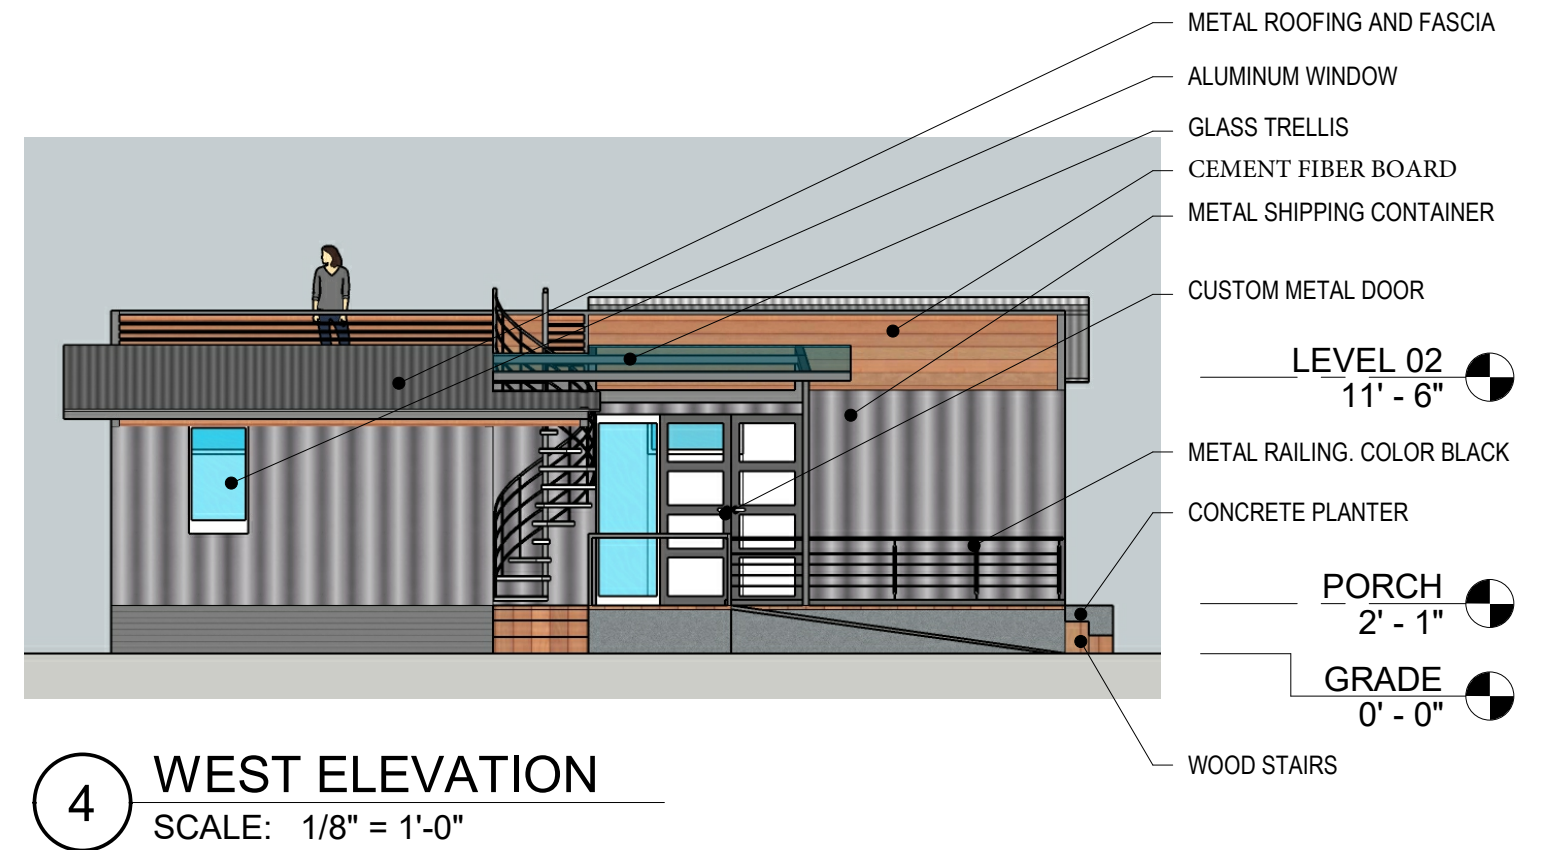 METAL ROOFING AND FASCIA
ALUMINUM WINDOW
GLASS TRELLIS
CEMENT FIBER BOARD
METAL SHIPPING CONTAINER
CUSTOM METAL DOOR
LEVEL 02
11' - 6"
METAL RAILING. COLOR BLACK
CONCRETE PLANTER
PORCH
2' - 1"
GRADE
0' - 0"
WOOD STAIRS
4
WEST ELEVATION
SCALE: 1/8" = 1'-0"